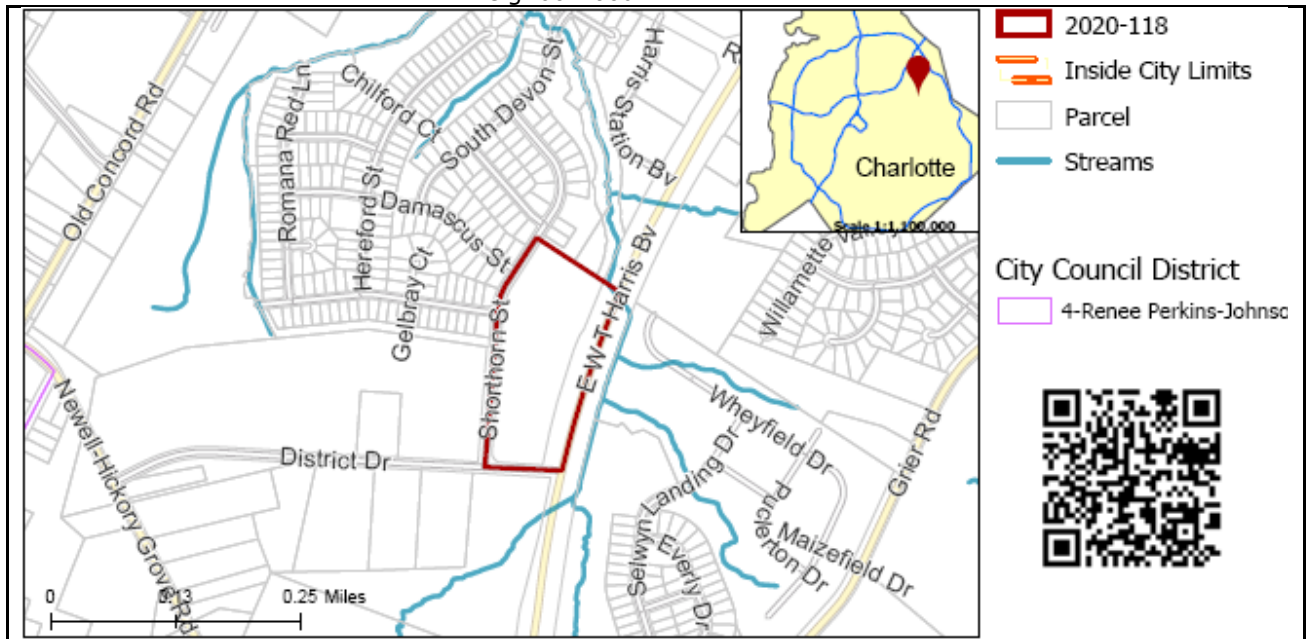 Old Concord Rd
Romana Red Ln
Chilford Ct
South Devon St
Harris Station Bv
R
Hereford St
Damascus St
Gelbray Ct
Shorthorn St
E W T Harris Bv
Willamette Valley
Newell-Hickory Grove Rd
District Dr
Wheyfield Dr
Grier Rd
Selwyn Landing Dr
Puckerton Dr
Maizefield Dr
Everly Dr
0 0.13 0.25 Miles
Charlotte
Scale 1:1,100,000
2020-118
Inside City Limits
Parcel
Streams
City Council District
4-Renee Perkins-Johnso